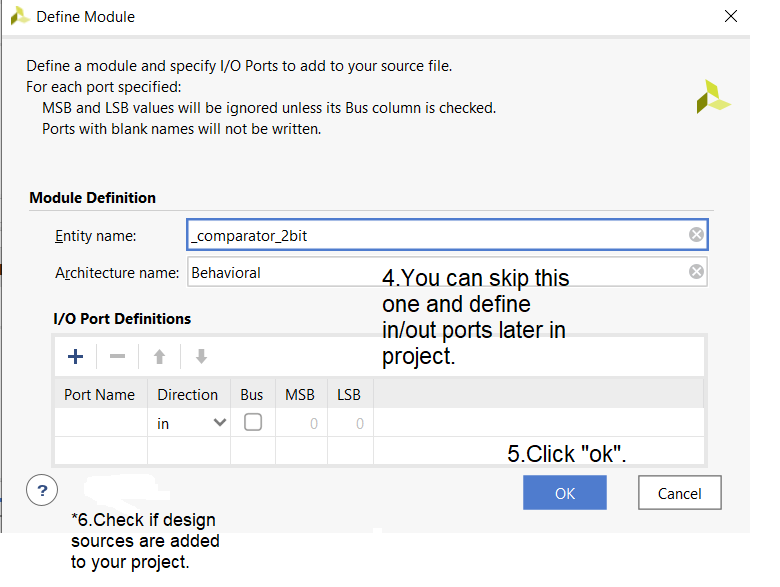 Define Module
Define a module and specify I/O Ports to add to your source file.
For each port specified:
MSB and LSB values will be ignored unless its Bus column is checked.
Ports with blank names will not be written.
Module Definition
Entity name: _comparator_2bit
Architecture name: Behavioral
4.You can skip this
one and define
in/out ports later in
project.
I/O Port Definitions
Port Name Direction Bus MSB LSB
in 0 0
5.Click "ok".
?
OK Cancel
*6.Check if design
sources are added
to your project.